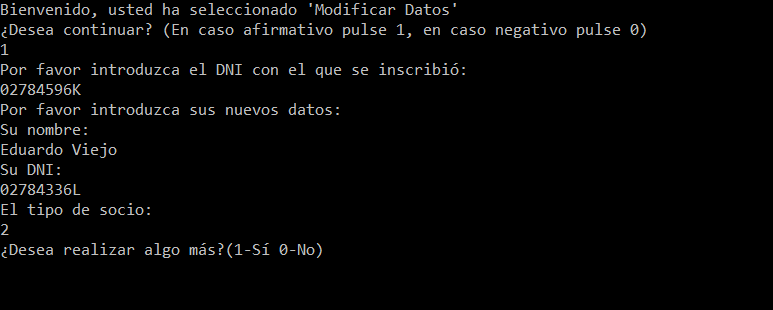 Bienvenido, usted ha seleccionado 'Modificar Datos'
¿Desea continuar? (En caso afirmativo pulse 1, en caso negativo pulse 0)
1
Por favor introduzca el DNI con el que se inscribió:
02784596K
Por favor introduzca sus nuevos datos:
Su nombre:
Eduardo Viejo
Su DNI:
02784336L
El tipo de socio:
2
¿Desea realizar algo más?(1-Sí 0-No)